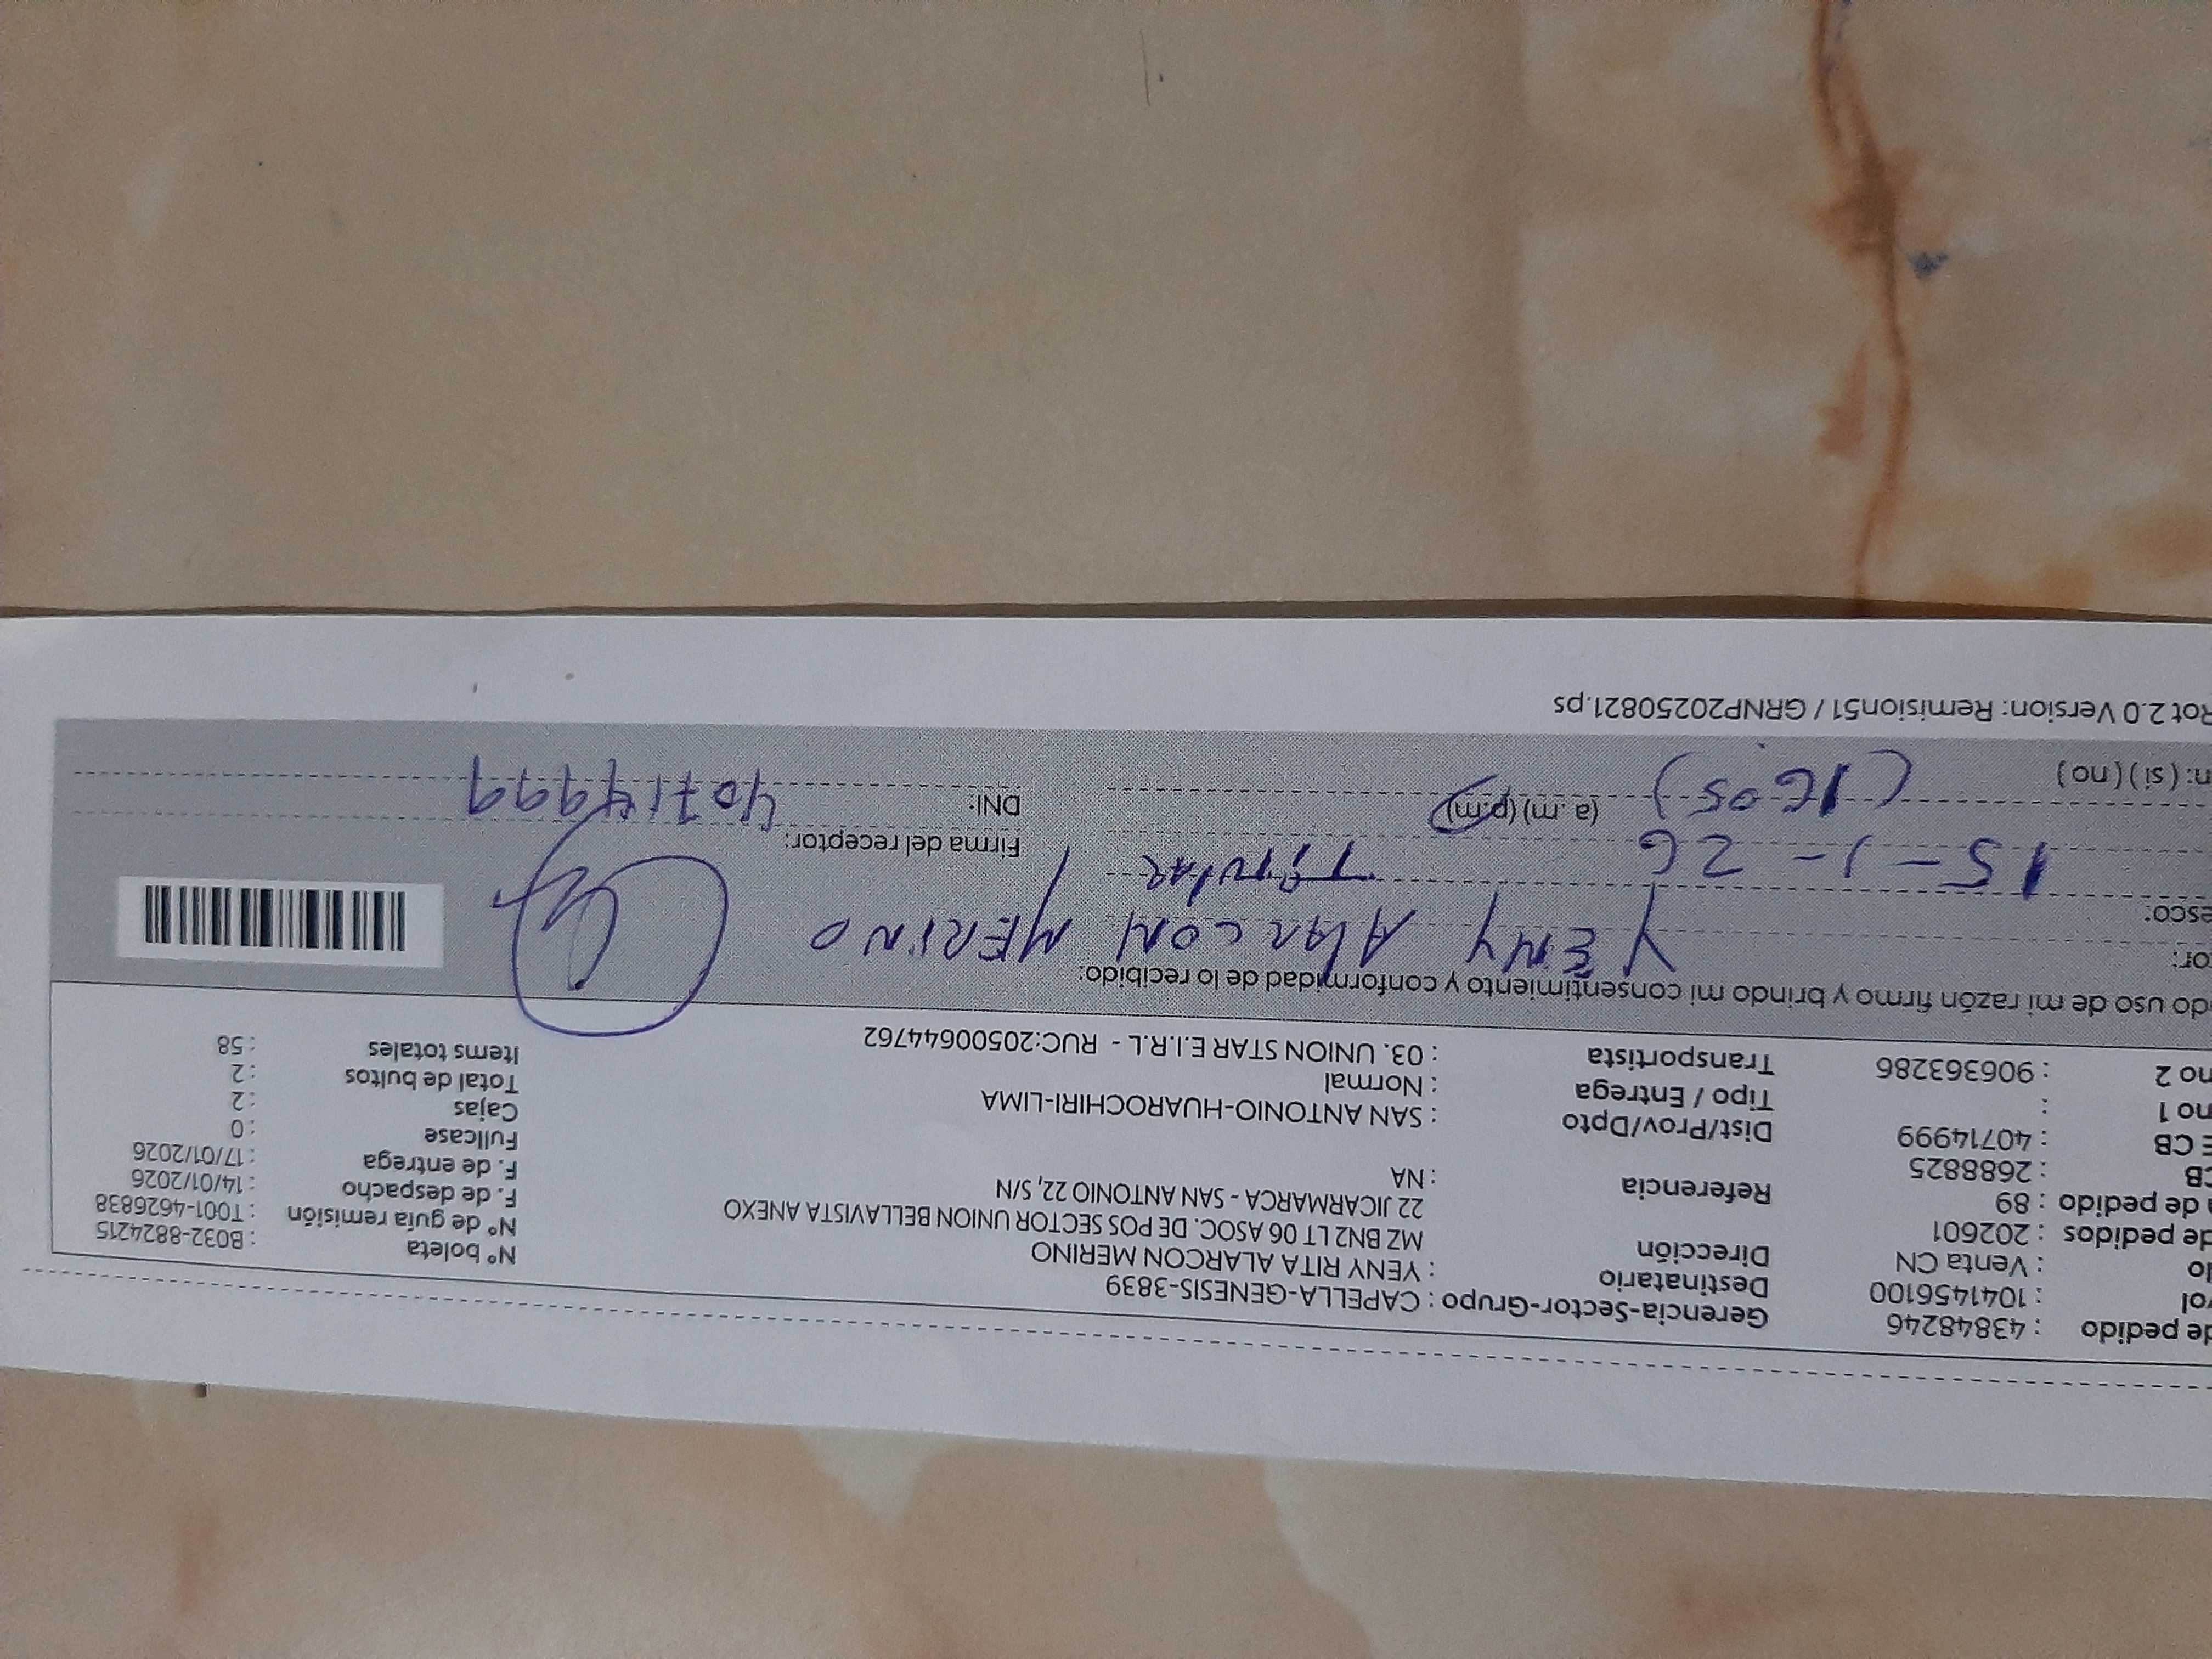 de pedido : 43848246 Gerencia-Sector-Grupo : CAPELLA-GENESIS-3839 N° boleta : B032-8824215
rol : 1041456100 Destinatario : YENY RITA ALARCON MERINO N° de guía remisión : T001-4626838
lo : Venta CN Dirección MZ BN2 LT 06 ASOC. DE POS SECTOR UNION BELLAVISTA ANEXO F. de despacho : 14/01/2026
de pedidos : 202601 22 JICARMARCA - SAN ANTONIO 22, S/N F. de entrega : 17/01/2026
de pedido : 89 Referencia : NA Fullcase : 0
CB : 2688825 Cajas : 2
E CB : 40714999 Dist/Prov/Dpto : SAN ANTONIO-HUAROCHIRI-LIMA Total de bultos : 2
no 1 : Tipo / Entrega : Normal Items totales : 58
no 2 : 906363286 Transportista : 03. UNION STAR E.I.R.L - RUC:20500644762
do uso de mi razón firmo y brindo mi consentimiento y conformidad de lo recibido:
tor: YENY ALARCON MERINO
esco: Titular
15-1-26 Firma del receptor:
(16:05) (a.m) (p.m) DNI: 40714999
n: ( si ) ( no )
Rot 2.0 Version: Remision51 / GRNP20250821.ps